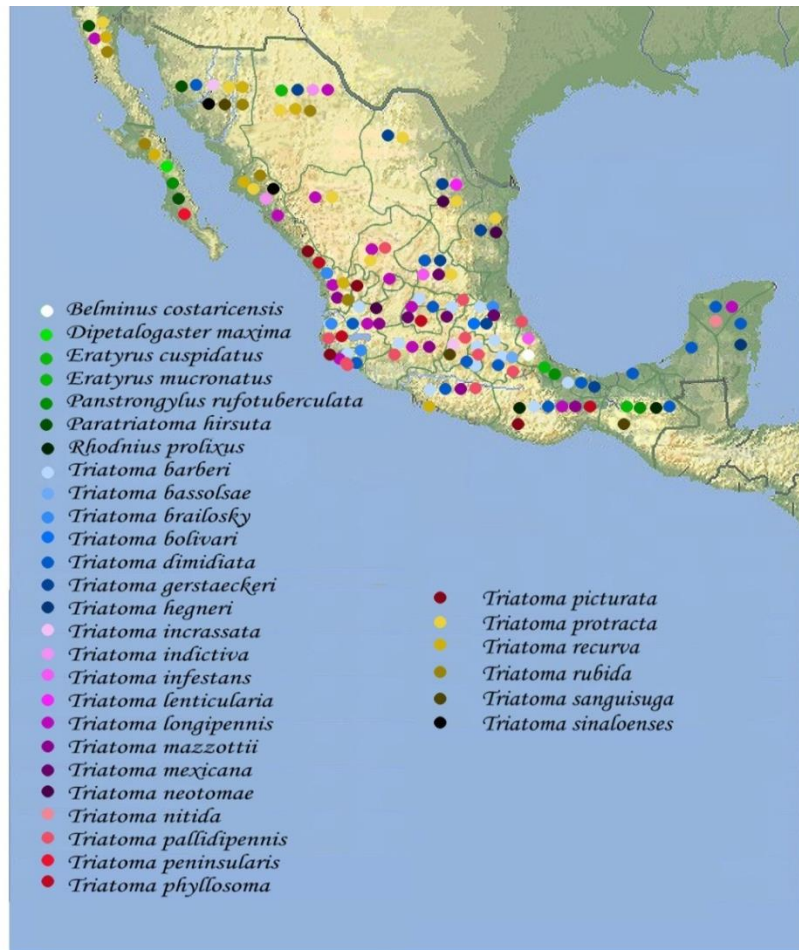 Belminus costaricensis
Dipetalogaster maxima
Eratyrus cuspidatus
Eratyrus mucronatus
Panstrongylus rufotuberculata
Paratriatoma hirsuta
Rhodnius prolixus
Triatoma barberi
Triatoma bassolsae
Triatoma brailosky
Triatoma bolivari
Triatoma dimidiata
Triatoma gerstaeckeri
Triatoma hegneri
Triatoma incrassata
Triatoma indictiva
Triatoma infestans
Triatoma lenticularia
Triatoma longipennis
Triatoma mazzottii
Triatoma mexicana
Triatoma neotomae
Triatoma nitida
Triatoma pallidipennis
Triatoma peninsularis
Triatoma phyllosoma
Triatoma picturata
Triatoma protracta
Triatoma recurva
Triatoma rubida
Triatoma sanguisuga
Triatoma sinaloenses